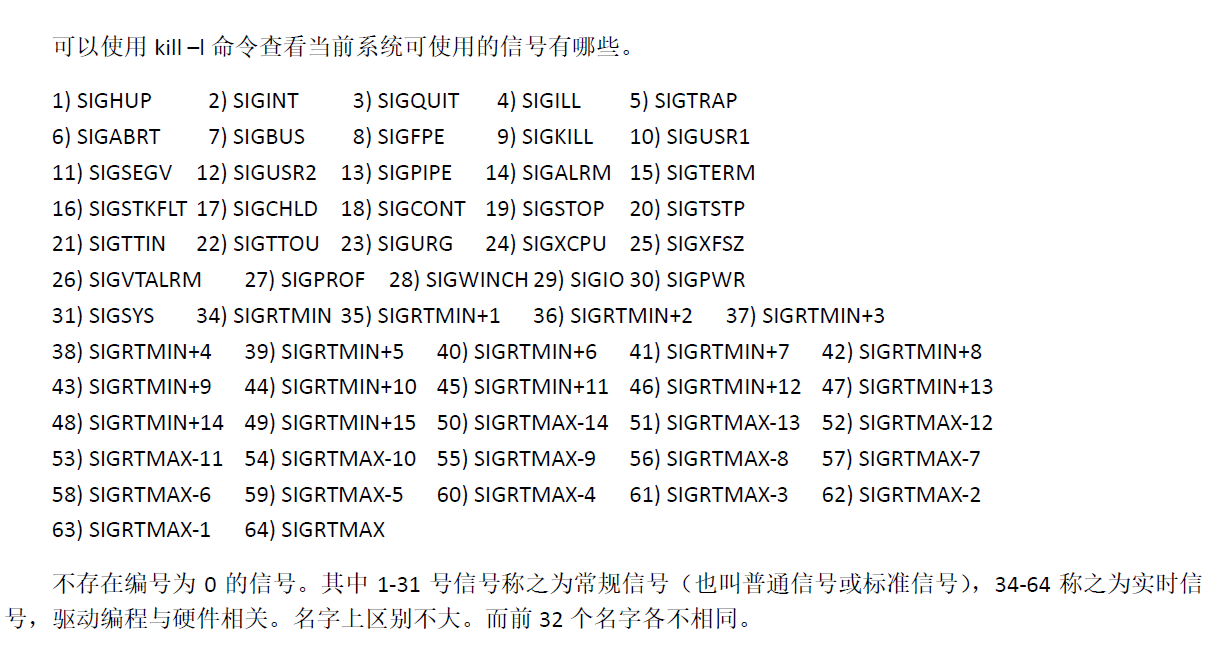 可以使用 kill –l 命令查看当前系统可使用的信号有哪些。
1) SIGHUP 2) SIGINT 3) SIGQUIT 4) SIGILL 5) SIGTRAP
6) SIGABRT 7) SIGBUS 8) SIGFPE 9) SIGKILL 10) SIGUSR1
11) SIGSEGV 12) SIGUSR2 13) SIGPIPE 14) SIGALRM 15) SIGTERM
16) SIGSTKFLT 17) SIGCHLD 18) SIGCONT 19) SIGSTOP 20) SIGTSTP
21) SIGTTIN 22) SIGTTOU 23) SIGURG 24) SIGXCPU 25) SIGXFSZ
26) SIGVTALRM 27) SIGPROF 28) SIGWINCH 29) SIGIO 30) SIGPWR
31) SIGSYS 34) SIGRTMIN 35) SIGRTMIN+1 36) SIGRTMIN+2 37) SIGRTMIN+3
38) SIGRTMIN+4 39) SIGRTMIN+5 40) SIGRTMIN+6 41) SIGRTMIN+7 42) SIGRTMIN+8
43) SIGRTMIN+9 44) SIGRTMIN+10 45) SIGRTMIN+11 46) SIGRTMIN+12 47) SIGRTMIN+13
48) SIGRTMIN+14 49) SIGRTMIN+15 50) SIGRTMAX-14 51) SIGRTMAX-13 52) SIGRTMAX-12
53) SIGRTMAX-11 54) SIGRTMAX-10 55) SIGRTMAX-9 56) SIGRTMAX-8 57) SIGRTMAX-7
58) SIGRTMAX-6 59) SIGRTMAX-5 60) SIGRTMAX-4 61) SIGRTMAX-3 62) SIGRTMAX-2
63) SIGRTMAX-1 64) SIGRTMAX
不存在编号为 0 的信号。其中 1-31 号信号称之为常规信号（也叫普通信号或标准信号），34-64 称之为实时信
号，驱动编程与硬件相关。名字上区别不大。而前 32 个名字各不相同。